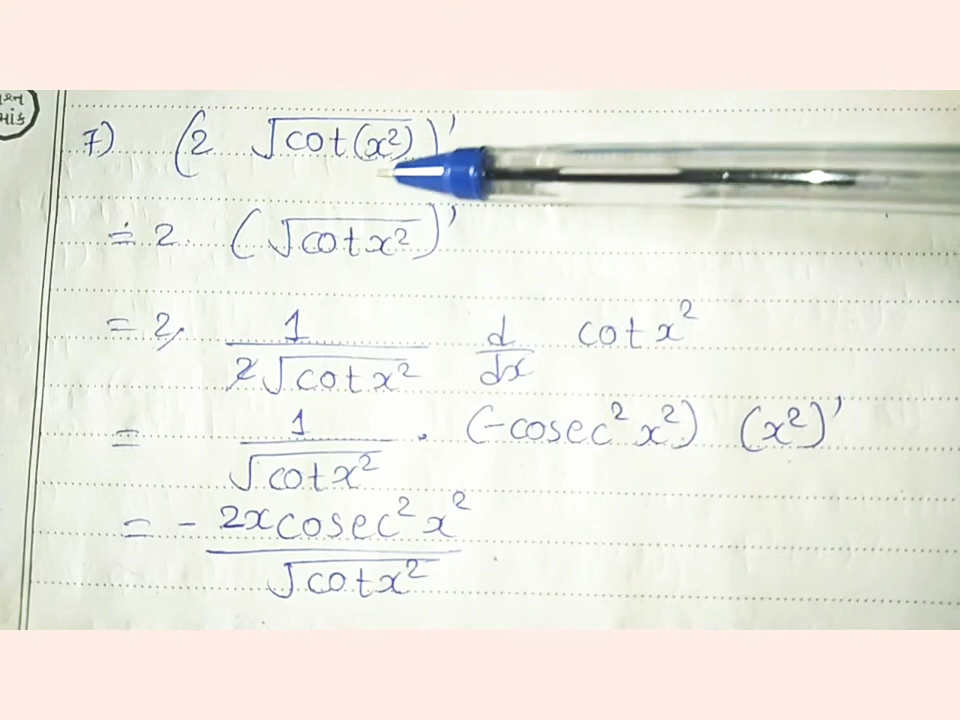 શ્ન
માંક
7) (2 √cot(x²))'
= 2 (√cotx²)'
= 2. 1/(2√cotx²) d/dx cotx²
= 1/√cotx² . (-cosec²x²) (x²)'
= - 2xcosec²x²/√cotx²